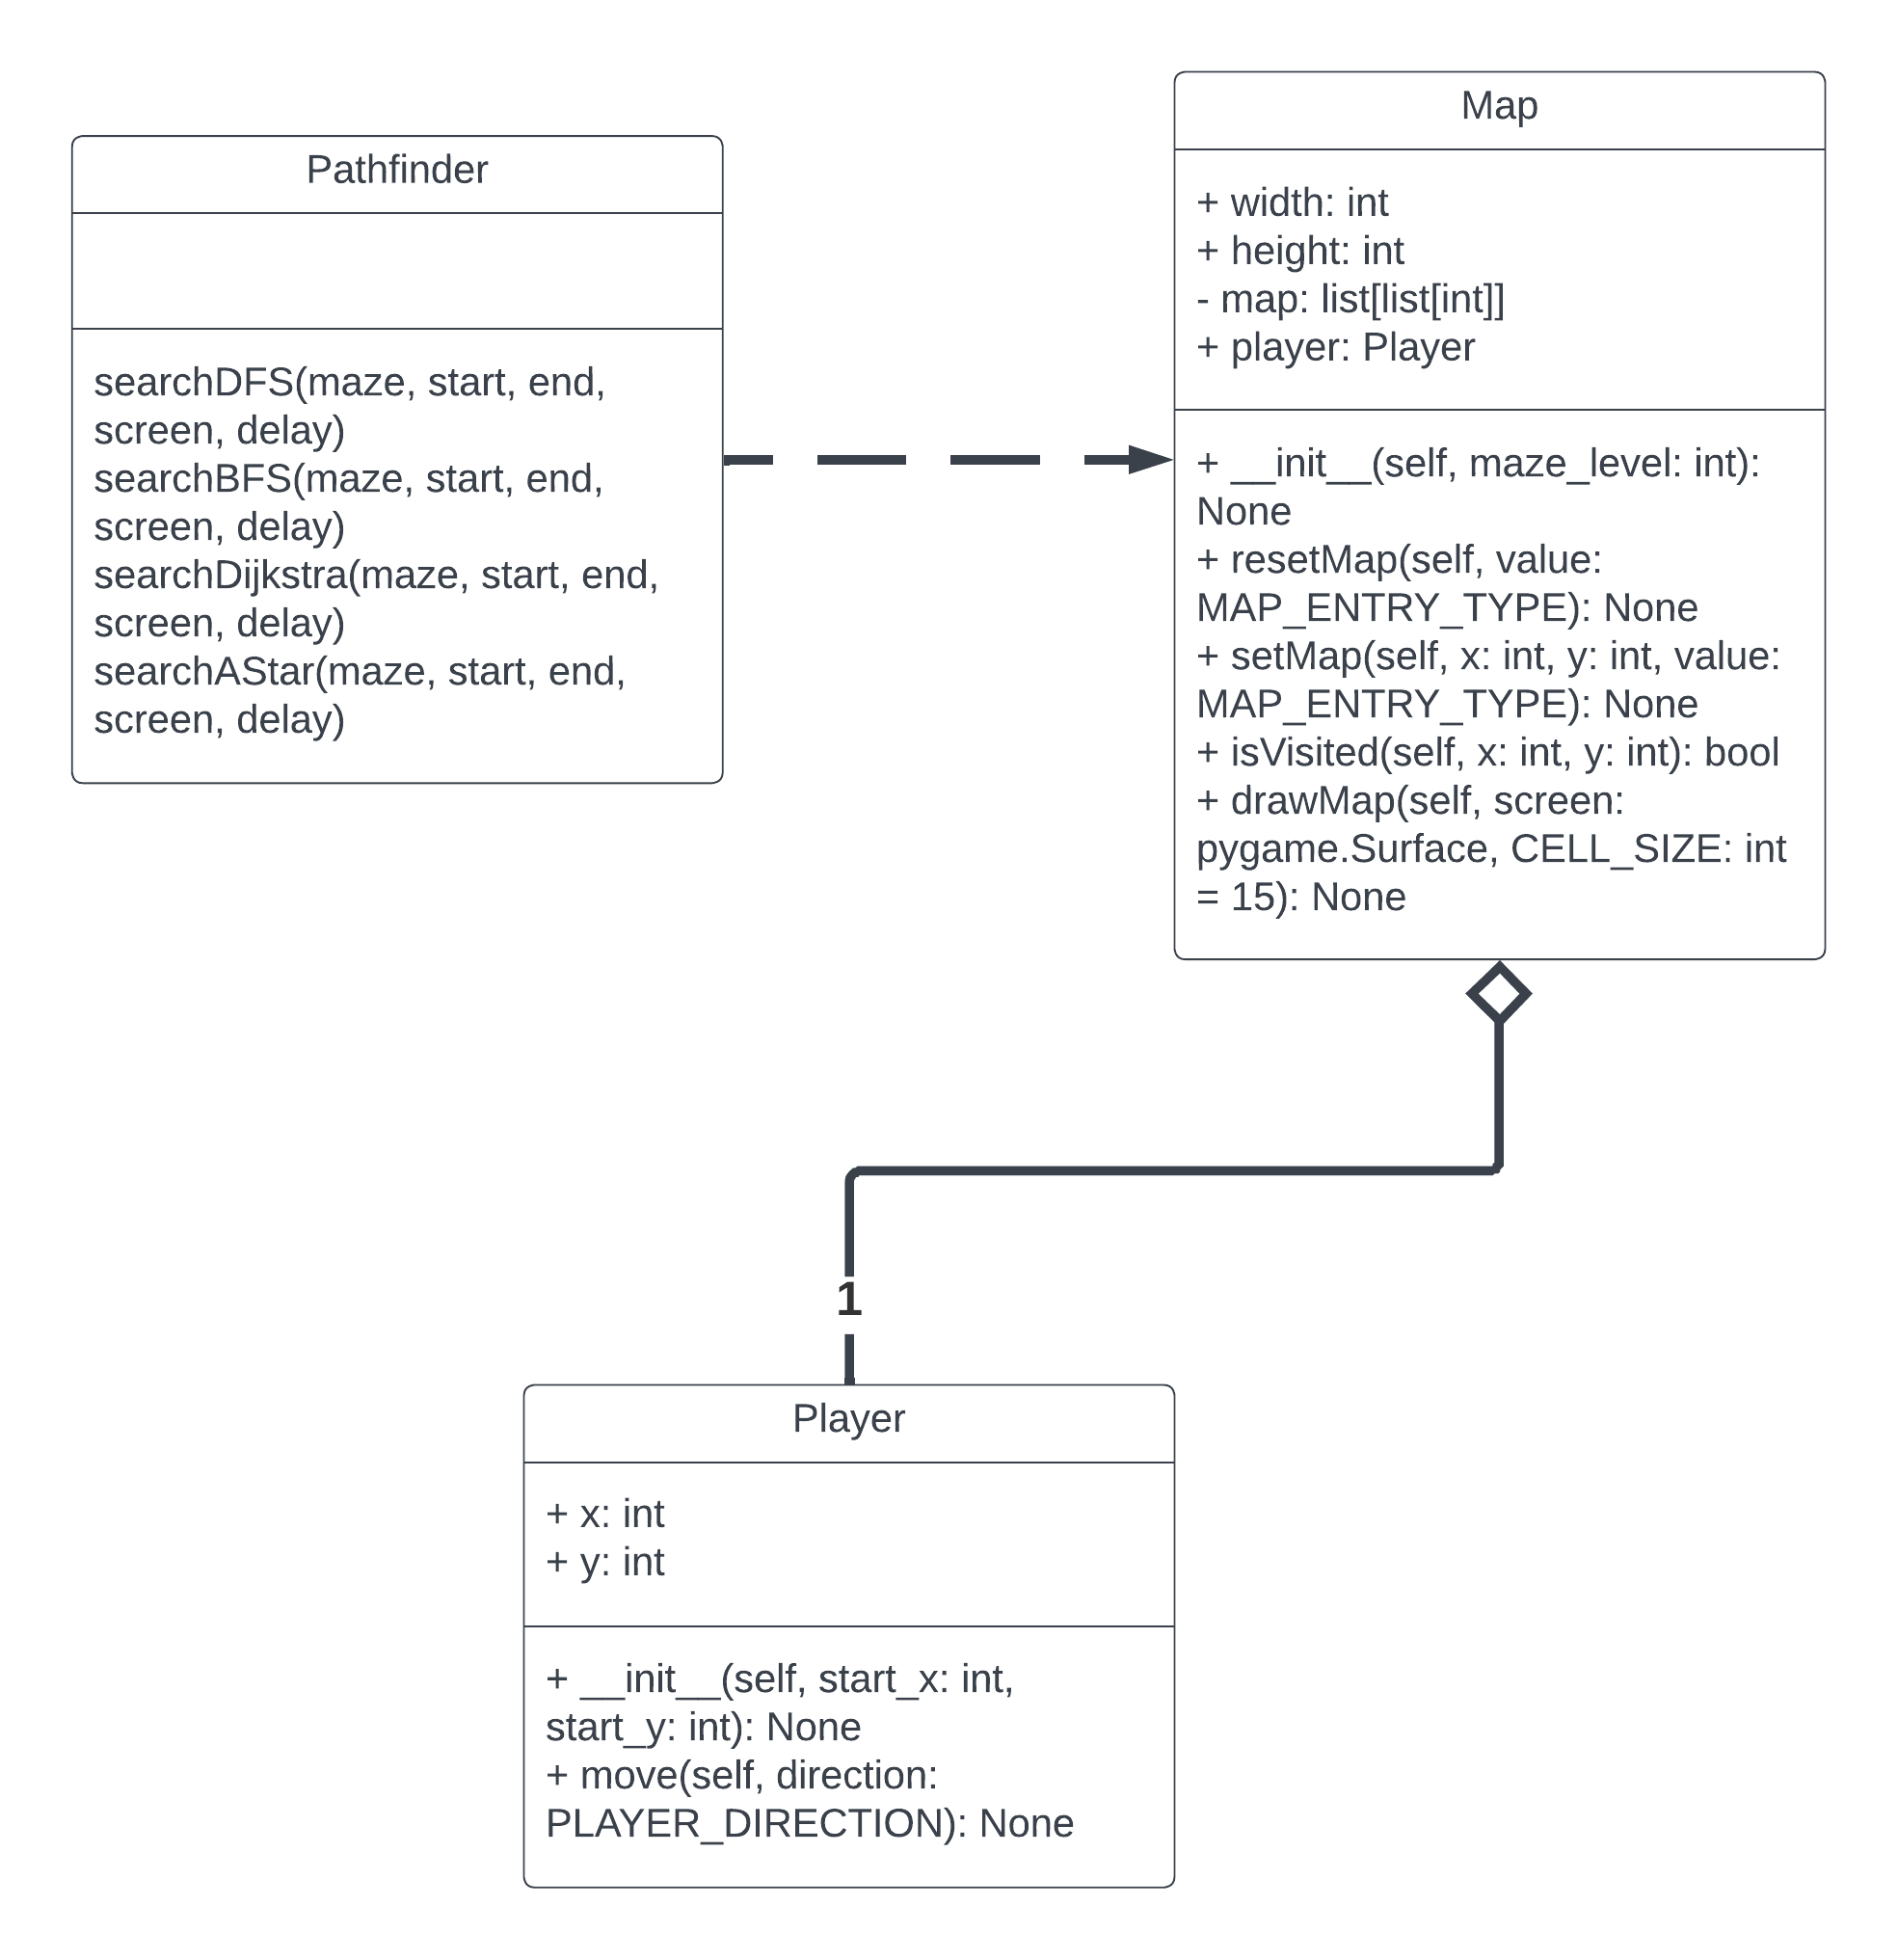 Pathfinder
searchDFS(maze, start, end,
screen, delay)
searchBFS(maze, start, end,
screen, delay)
searchDijkstra(maze, start, end,
screen, delay)
searchAStar(maze, start, end,
screen, delay)
Map
+ width: int
+ height: int
- map: list[list[int]]
+ player: Player
+ __init__(self, maze_level: int):
None
+ resetMap(self, value:
MAP_ENTRY_TYPE): None
+ setMap(self, x: int, y: int, value:
MAP_ENTRY_TYPE): None
+ isVisited(self, x: int, y: int): bool
+ drawMap(self, screen:
pygame.Surface, CELL_SIZE: int
= 15): None
1
Player
+ x: int
+ y: int
+ __init__(self, start_x: int,
start_y: int): None
+ move(self, direction:
PLAYER_DIRECTION): None